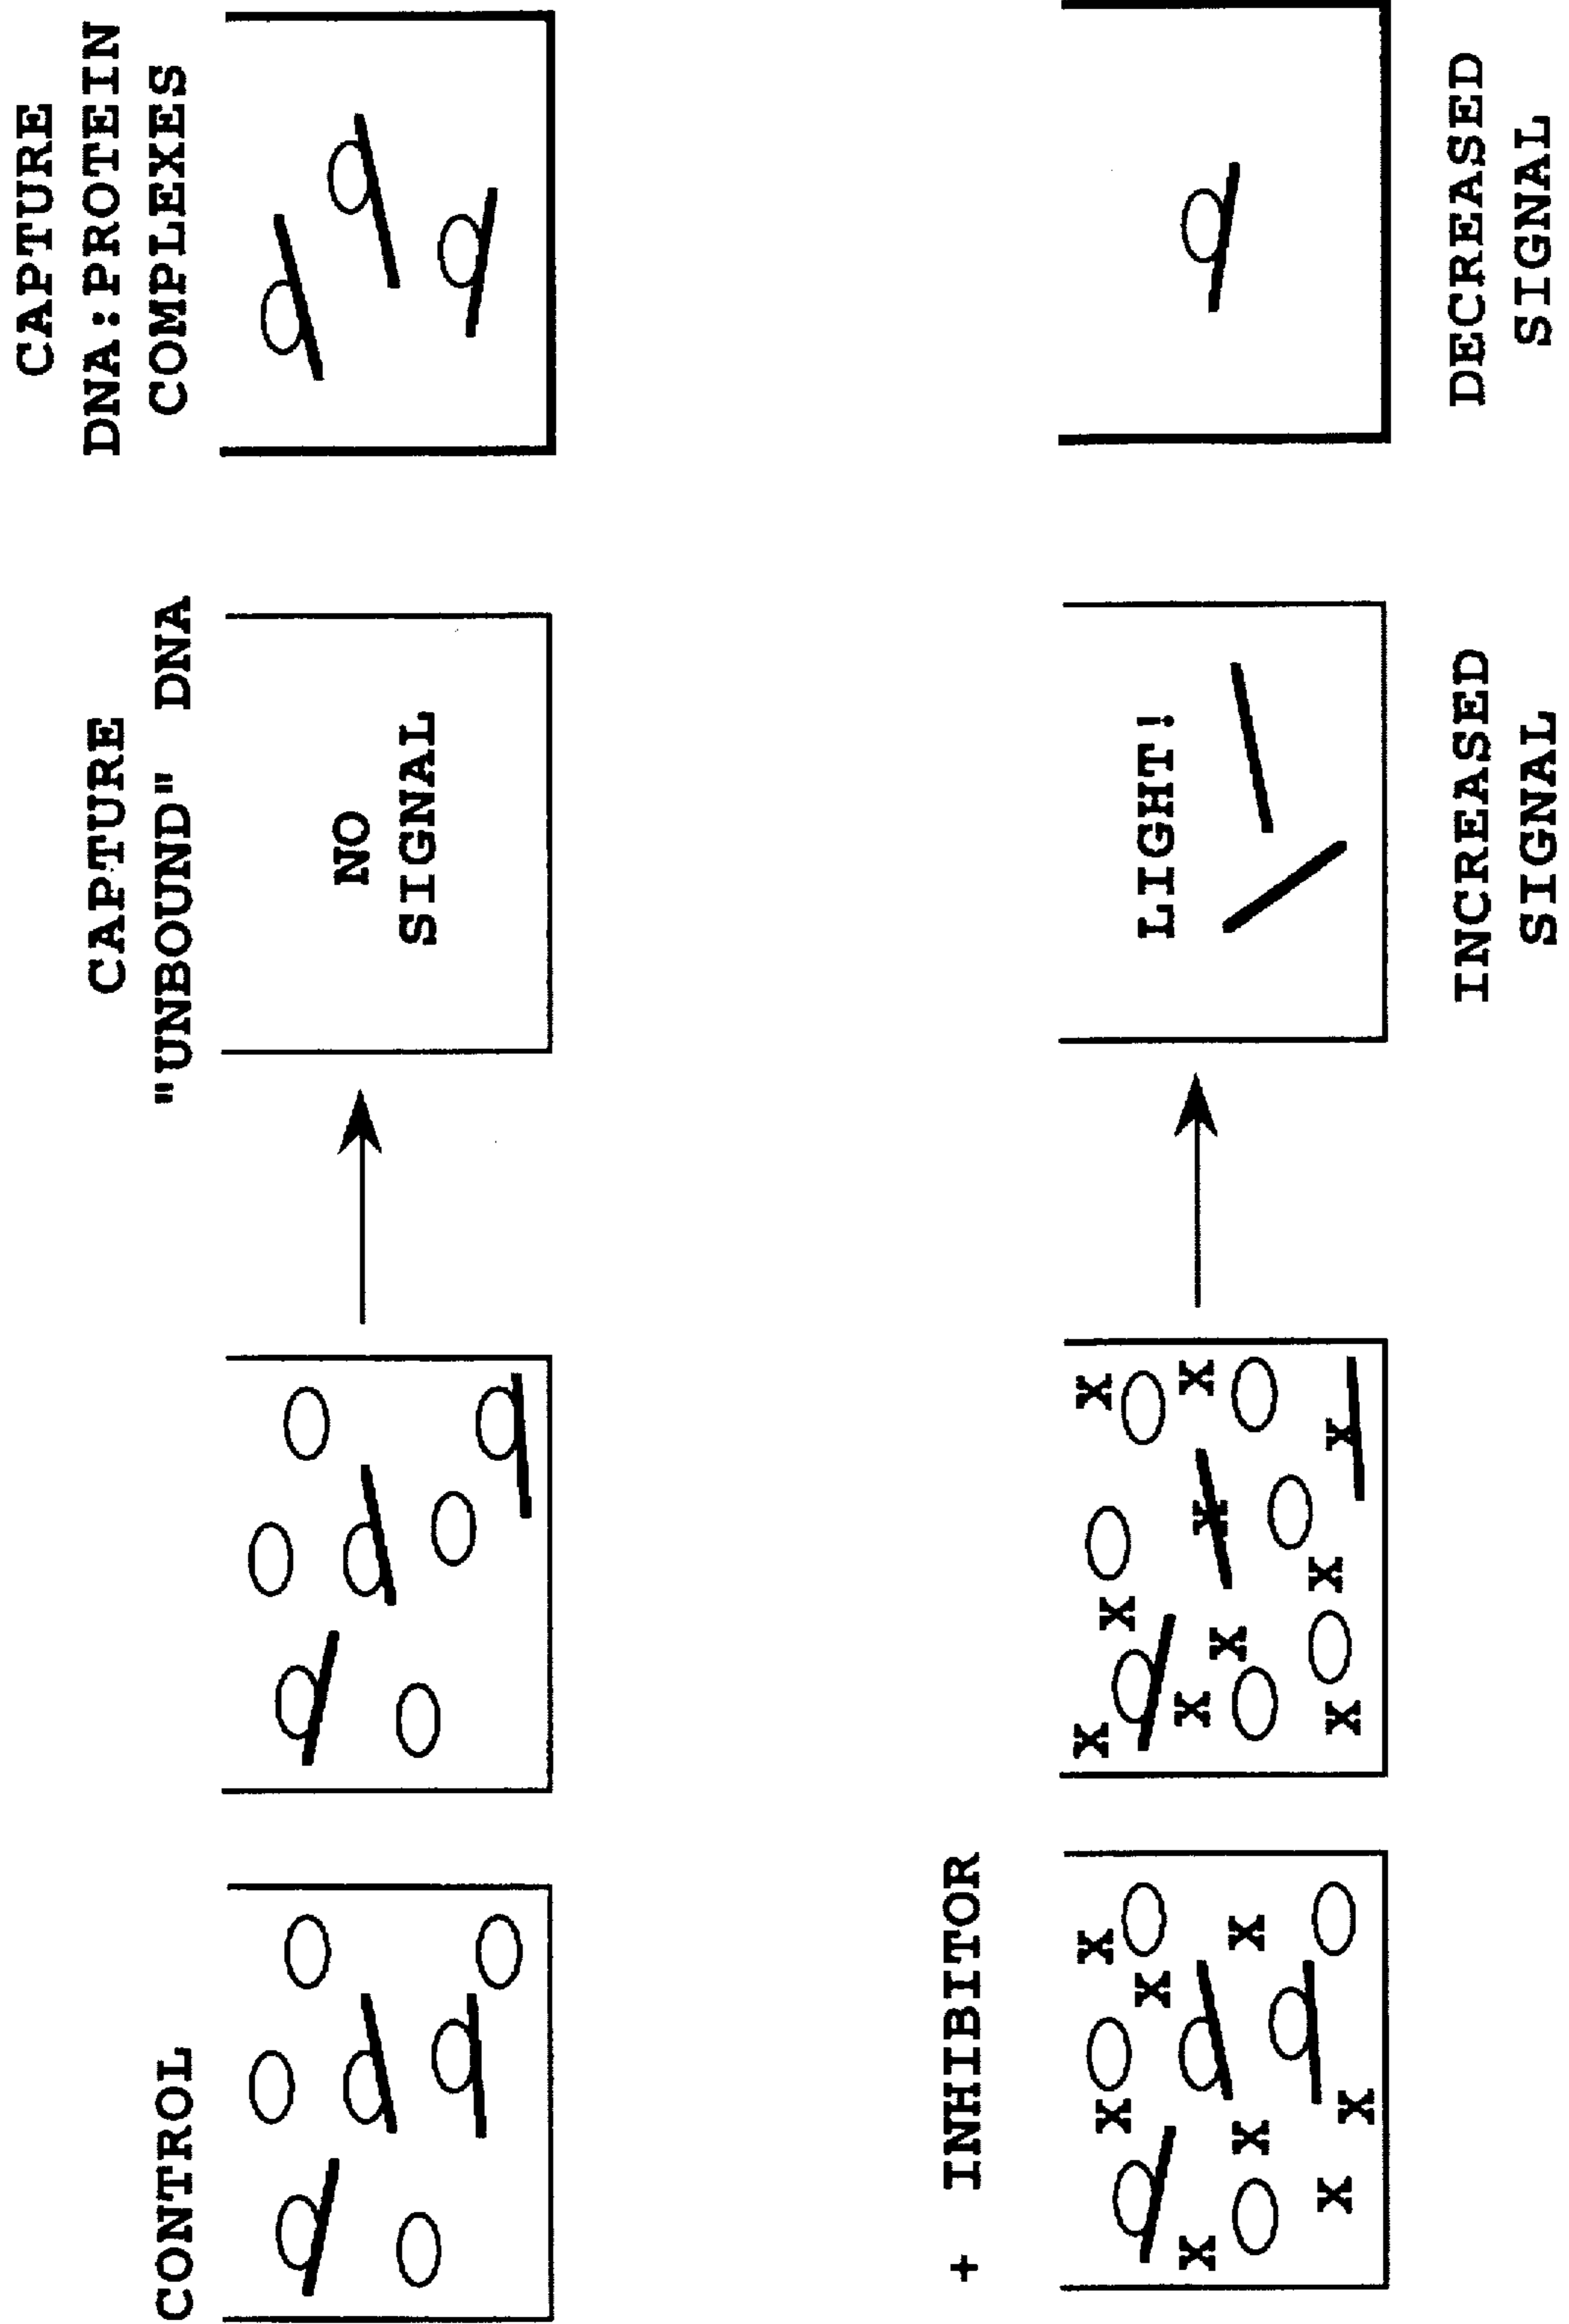 CONTROL
CAPTURE
"UNBOUND" DNA
CAPTURE
DNA:PROTEIN
COMPLEXES
NO
SIGNAL
+ INHIBITOR
X X X X X X X X
X X X X X X X X X X
LIGHT!
INCREASED
SIGNAL
DECREASED
SIGNAL